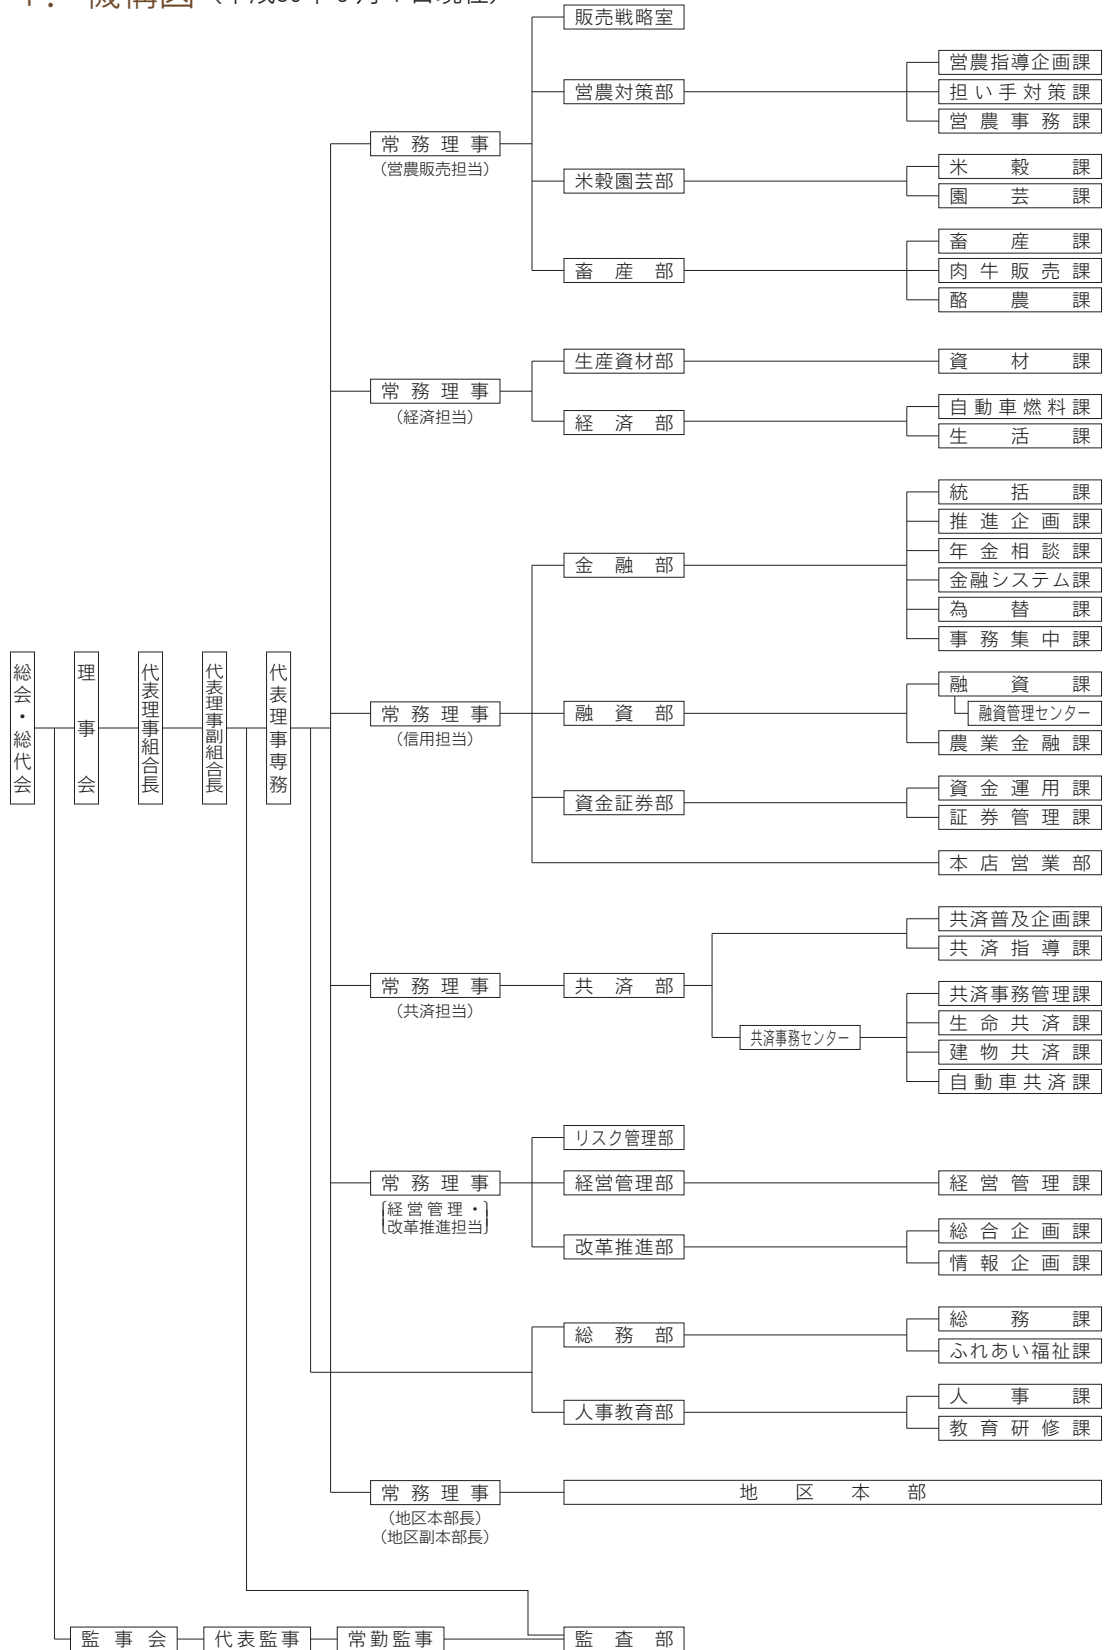 機構図
販売戦略室
営農対策部
営農指導企画課
担い手対策課
営農事務課
常務理事
（営農販売担当）
米穀園芸部
米穀課
園芸課
畜産部
畜産課
肉牛販売課
酪農課
常務理事
（経済担当）
生産資材部
資材課
経済部
自動車燃料課
生活課
金融部
統括課
推進企画課
年金相談課
金融システム課
為替課
事務集中課
総会・総代会
理事会
代表理事組合長
代表理事副組合長
代表理事専務
常務理事
（信用担当）
融資部
融資課
融資管理センター
農業金融課
資金証券部
資金運用課
証券管理課
本店営業部
常務理事
（共済担当）
共済部
共済普及企画課
共済指導課
共済事務センター
共済事務管理課
生命共済課
建物共済課
自動車共済課
常務理事
経営管理・
改革推進担当
リスク管理部
経営管理部
経営管理課
改革推進部
総合企画課
情報企画課
総務部
総務課
ふれあい福祉課
人事教育部
人事課
教育研修課
常務理事
（地区本部長）
（地区副本部長）
地区本部
監事会
代表監事
常勤監事
監査部